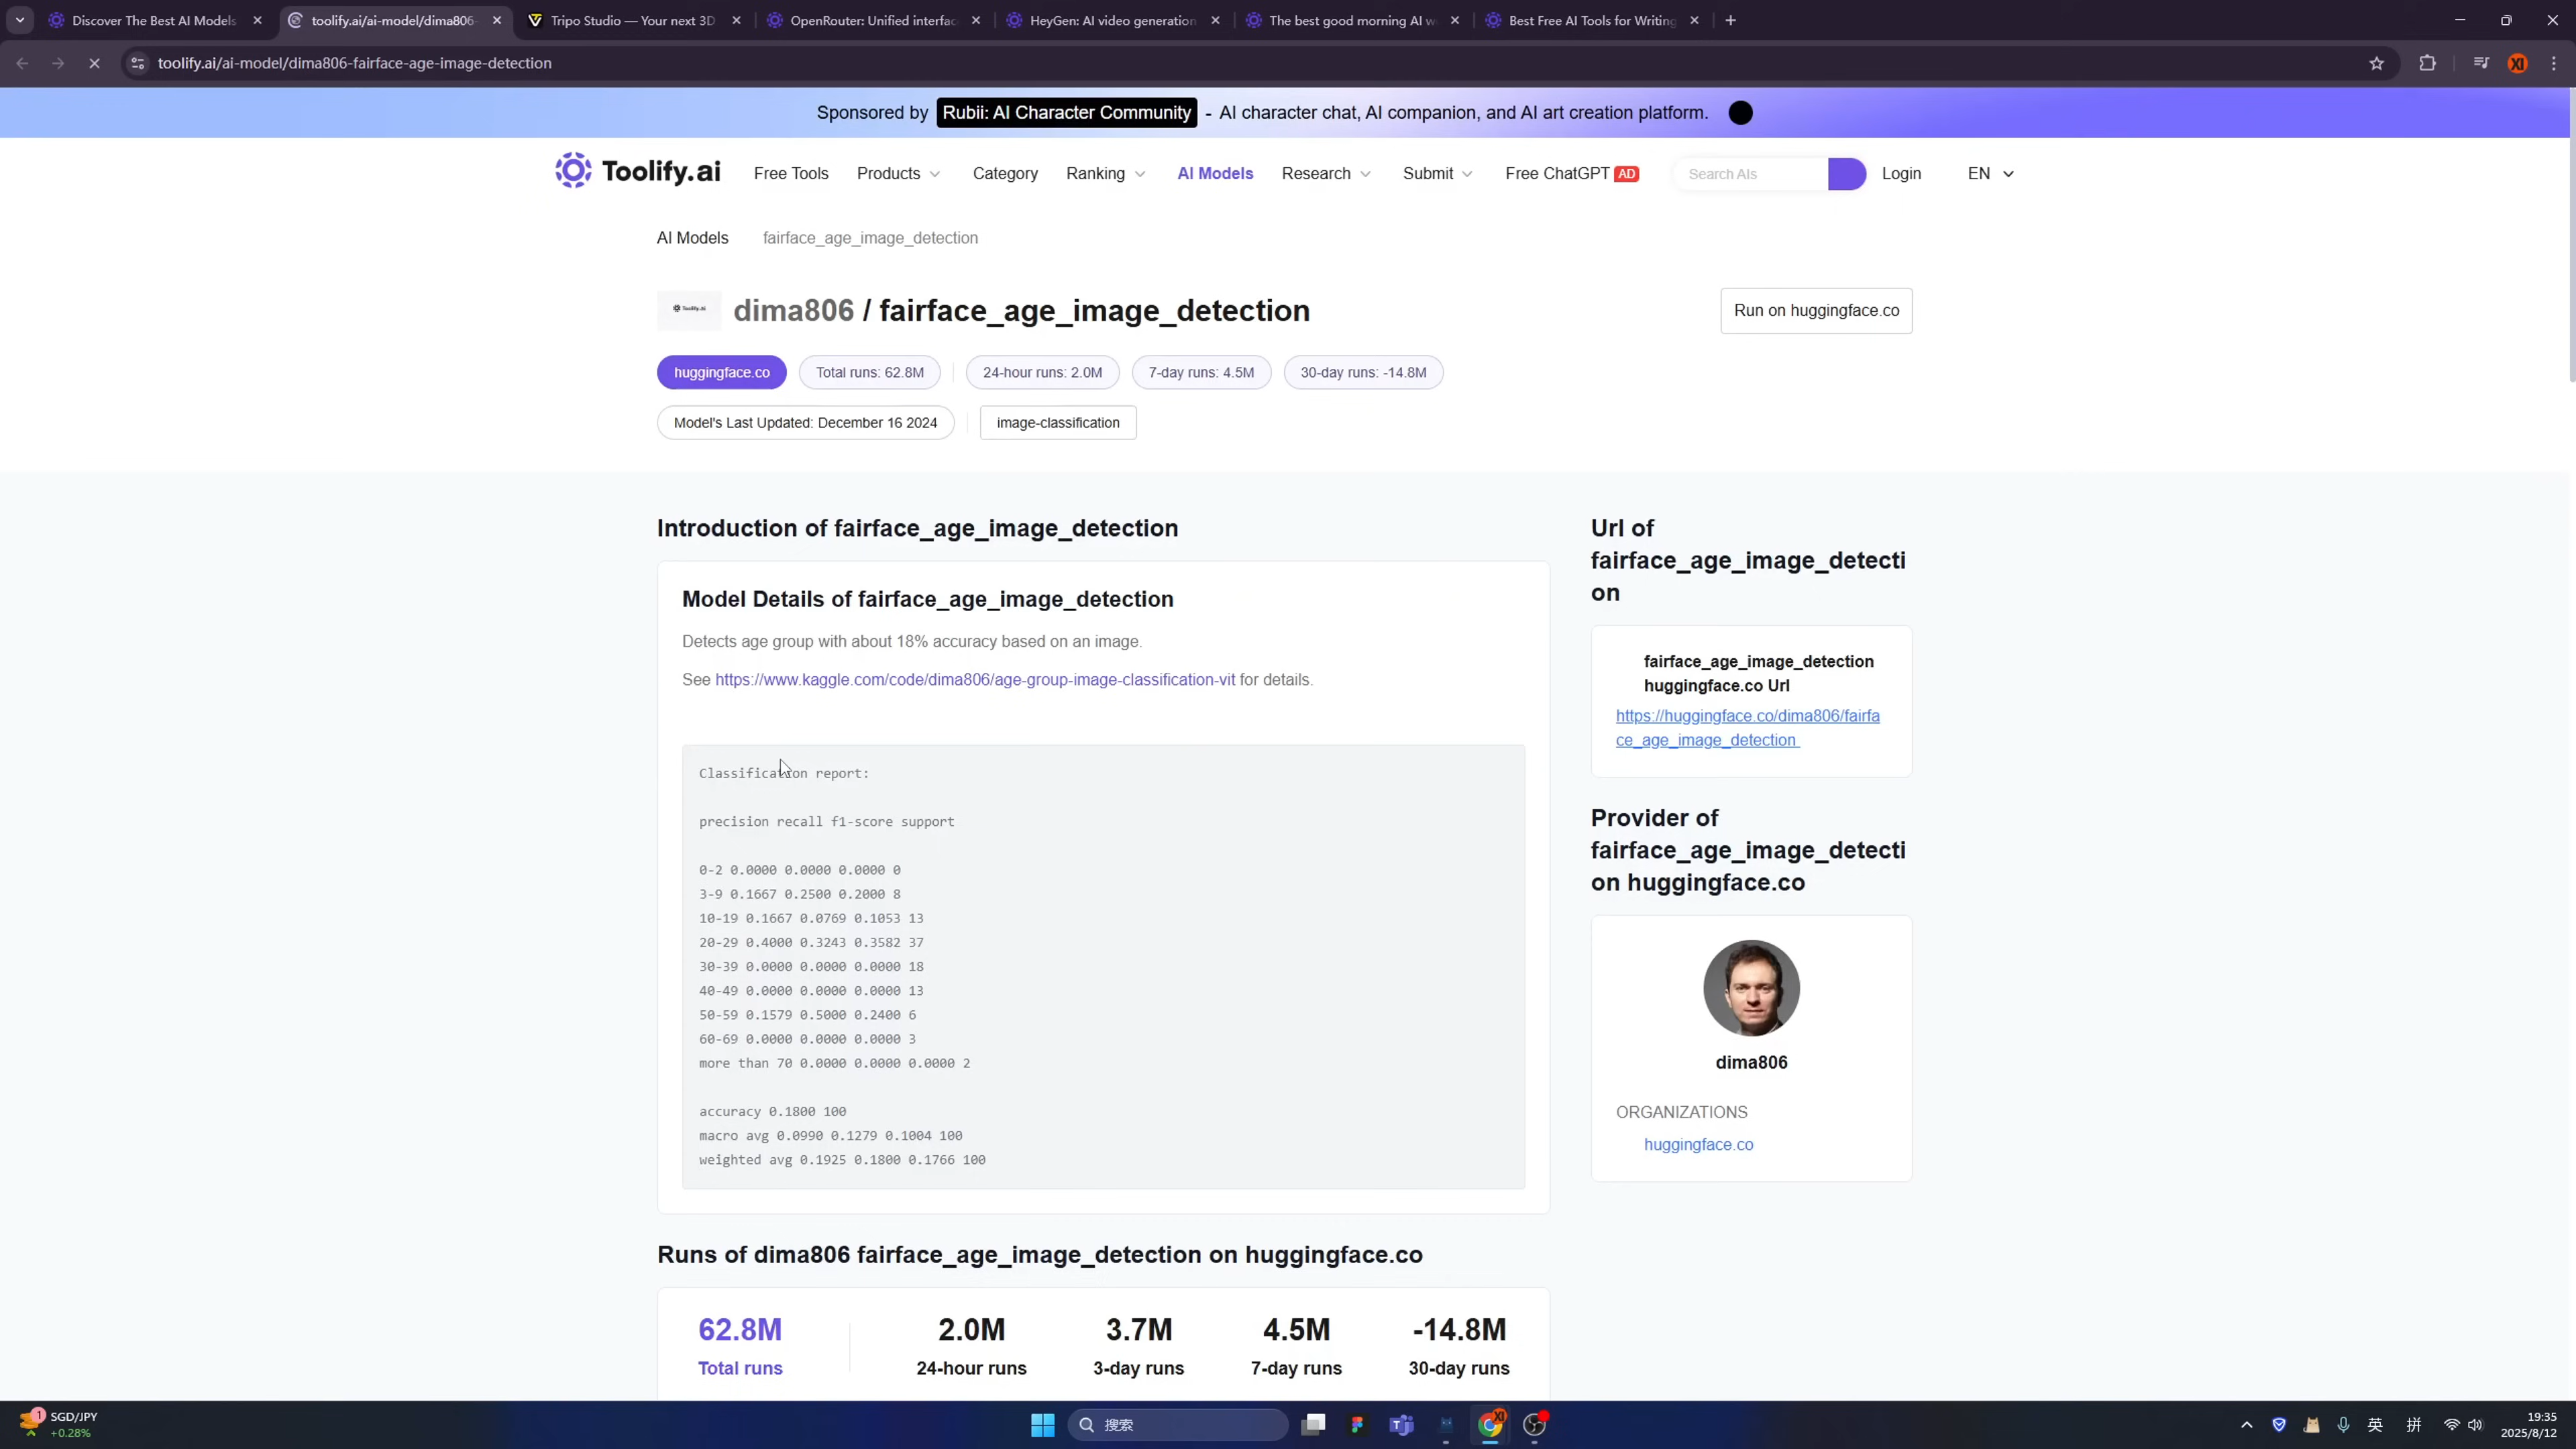 Discover The Best AI Models
toolify.ai/ai-model/dima806-
Tripo Studio — Your next 3D
OpenRouter: Unified interfac
HeyGen: AI video generation
The best good morning AI w
Best Free AI Tools for Writing
toolify.ai/ai-model/dima806-fairface-age-image-detection
XI
Sponsored by Rubii: AI Character Community - AI character chat, AI companion, and AI art creation platform.
Toolify.ai
Free Tools
Products
Category
Ranking
AI Models
Research
Submit
Free ChatGPT AD
Search AIs
Login
EN
AI Models
fairface_age_image_detection
Toolify.ai
dima806 / fairface_age_image_detection
Run on huggingface.co
huggingface.co
Total runs: 62.8M
24-hour runs: 2.0M
7-day runs: 4.5M
30-day runs: -14.8M
Model's Last Updated: December 16 2024
image-classification
Introduction of fairface_age_image_detection
Model Details of fairface_age_image_detection
Detects age group with about 18% accuracy based on an image.
See https://www.kaggle.com/code/dima806/age-group-image-classification-vit for details.
Classification report:
precision recall f1-score support
0-2 0.0000 0.0000 0.0000 0
3-9 0.1667 0.2500 0.2000 8
10-19 0.1667 0.0769 0.1053 13
20-29 0.4000 0.3243 0.3582 37
30-39 0.0000 0.0000 0.0000 18
40-49 0.0000 0.0000 0.0000 13
50-59 0.1579 0.5000 0.2400 6
60-69 0.0000 0.0000 0.0000 3
more than 70 0.0000 0.0000 0.0000 2
accuracy 0.1800 100
macro avg 0.0990 0.1279 0.1004 100
weighted avg 0.1925 0.1800 0.1766 100
Url of
fairface_age_image_detecti
on
fairface_age_image_detection
huggingface.co Url
https://huggingface.co/dima806/fairfa
ce_age_image_detection
Provider of
fairface_age_image_detecti
on huggingface.co
dima806
ORGANIZATIONS
huggingface.co
Runs of dima806 fairface_age_image_detection on huggingface.co
62.8M
Total runs
2.0M
24-hour runs
3.7M
3-day runs
4.5M
7-day runs
-14.8M
30-day runs
1
SGD/JPY
+0.28%
搜索
XI
英
拼
19:35
2025/8/12